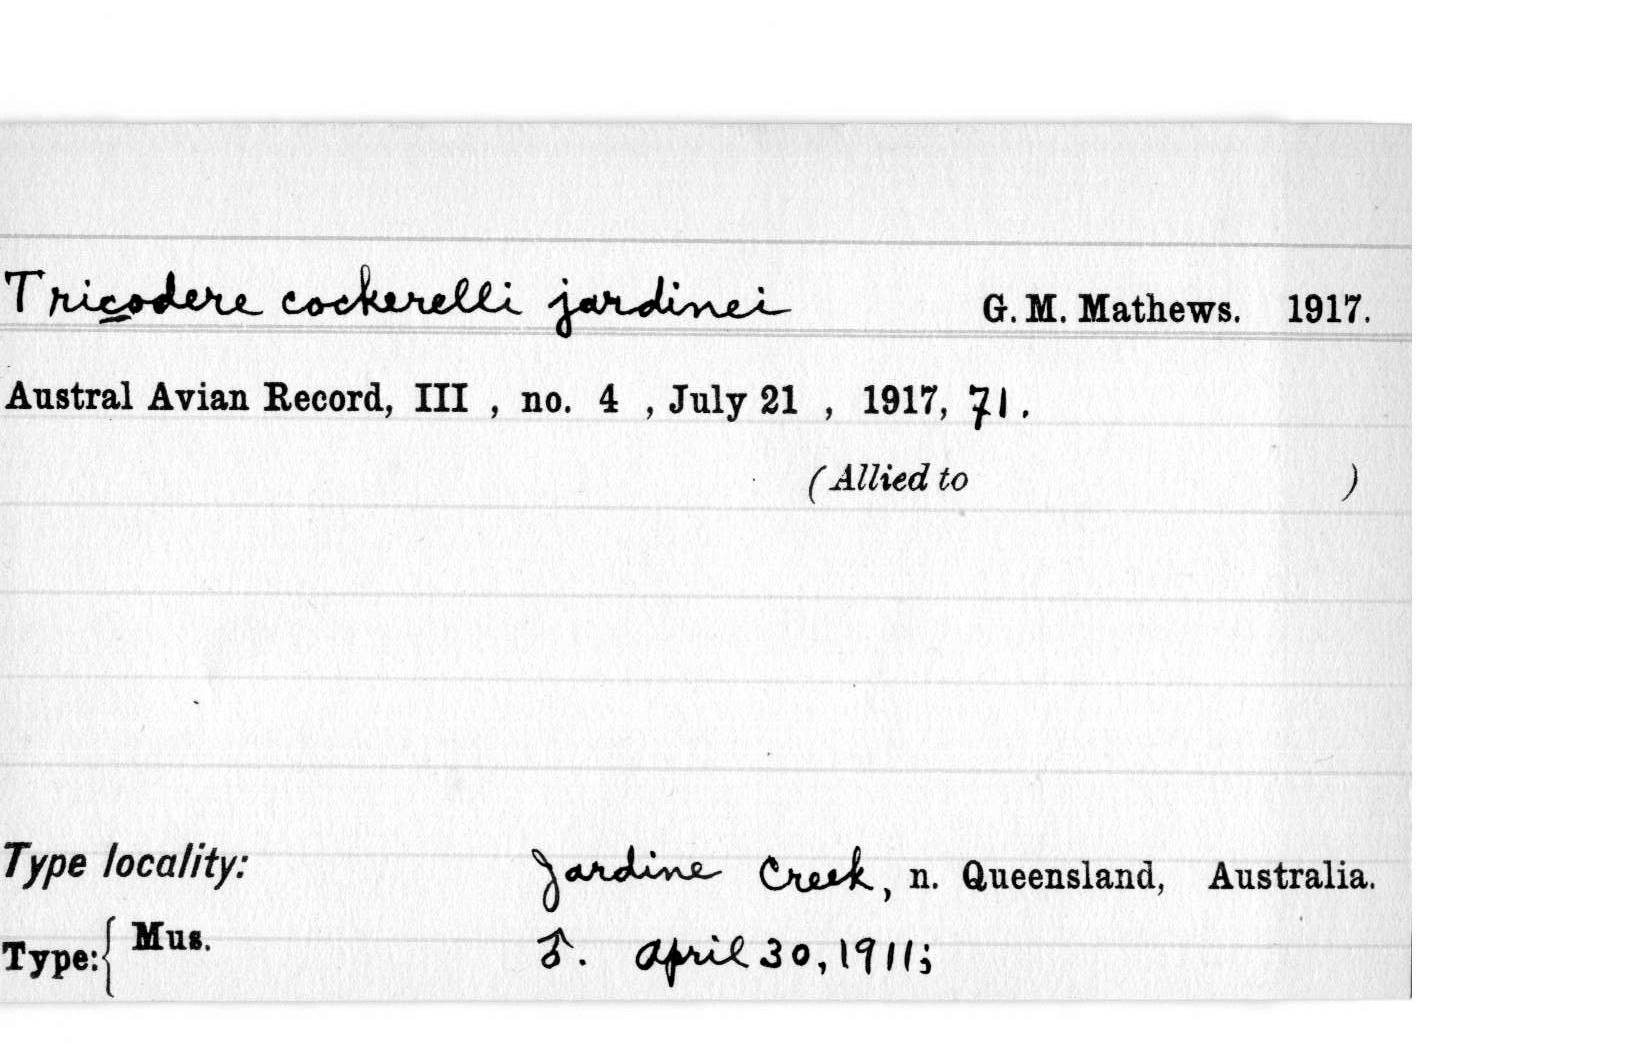 Tricodere cockerelli jardinei G. M. Mathews. 1917.
Austral Avian Record, III , no. 4 , July 21 , 1917, 71.
(Allied to )
Type locality: Jardine Creek, n. Queensland, Australia.
Type:{ Mus. ♂. April 30, 1911;